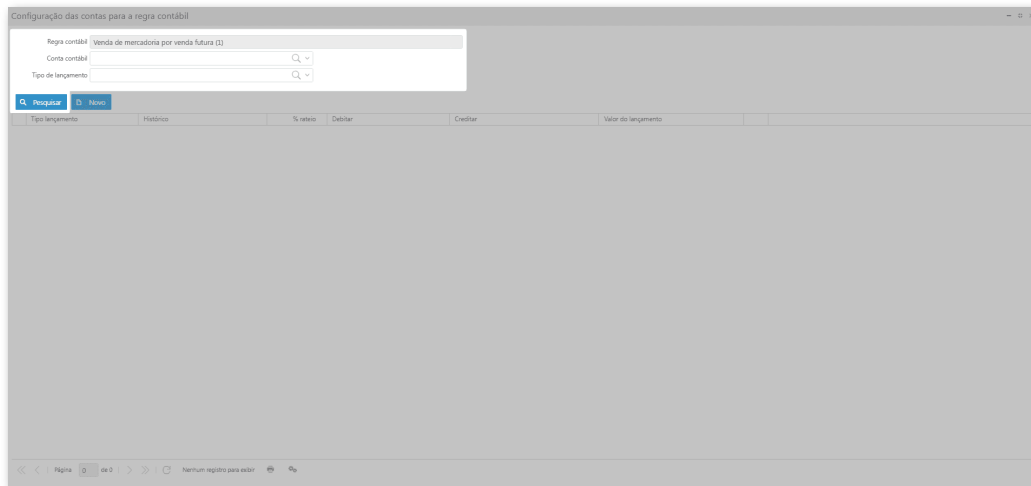 Configuração das contas para a regra contábil
Regra contábil Venda de mercadoria por venda futura (1)
Conta contábil
Tipo de lançamento
Pesquisar Novo
Tipo lançamento Histórico % rateio Debitar Creditar Valor do lançamento
Página 0 de 0 Nenhum registro para exibir